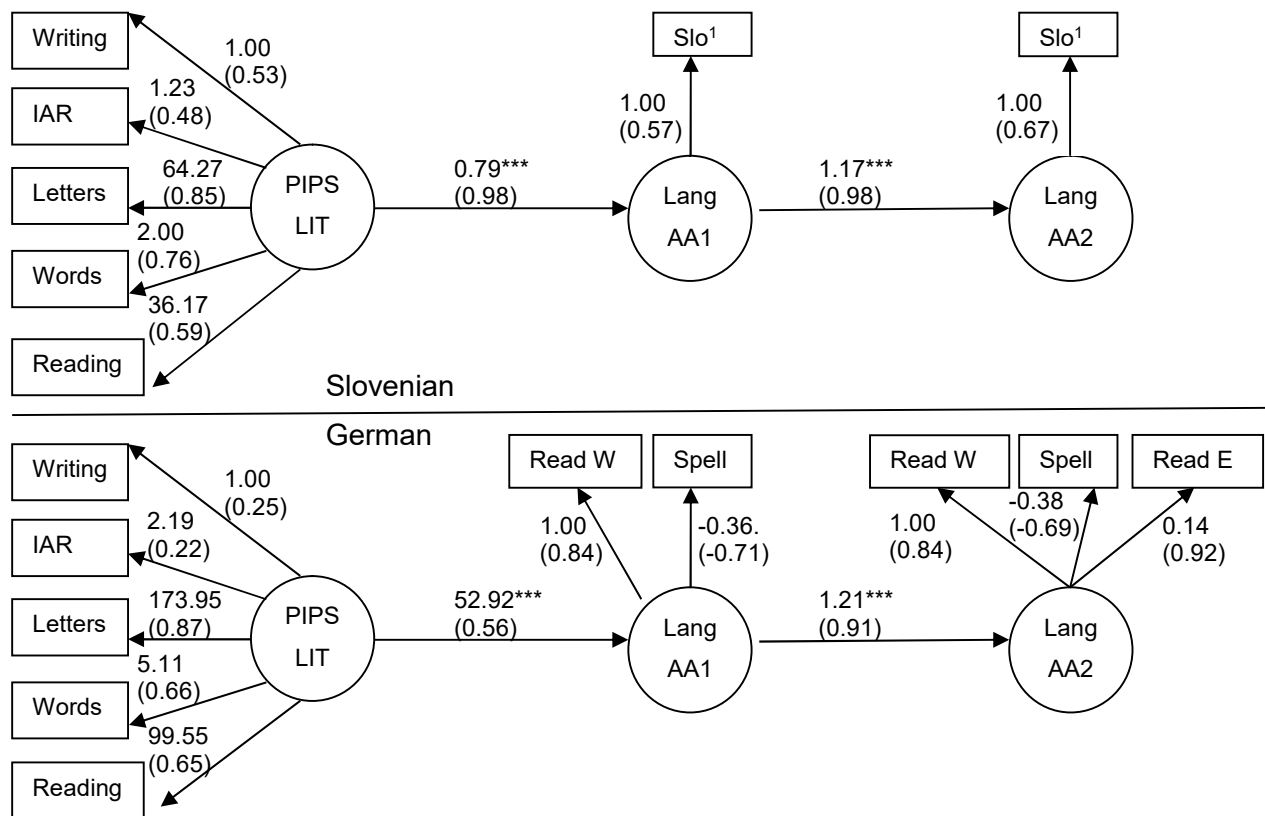 Writing
1.00
(0.53)
Slo¹
Slo¹
IAR
1.23
(0.48)
1.00
(0.57)
1.00
(0.67)
Letters
64.27
(0.85)
PIPS
LIT
0.79***
(0.98)
Lang
AA1
1.17***
(0.98)
Lang
AA2
Words
2.00
(0.76)
Reading
36.17
(0.59)
Slovenian
German
Writing
1.00
(0.25)
Read W
Spell
Read W
Spell
Read E
IAR
2.19
(0.22)
1.00
(0.84)
-0.36.
(-0.71)
1.00
(0.84)
-0.38
(-0.69)
0.14
(0.92)
Letters
173.95
(0.87)
PIPS
LIT
52.92***
(0.56)
Lang
AA1
1.21***
(0.91)
Lang
AA2
Words
5.11
(0.66)
Reading
99.55
(0.65)